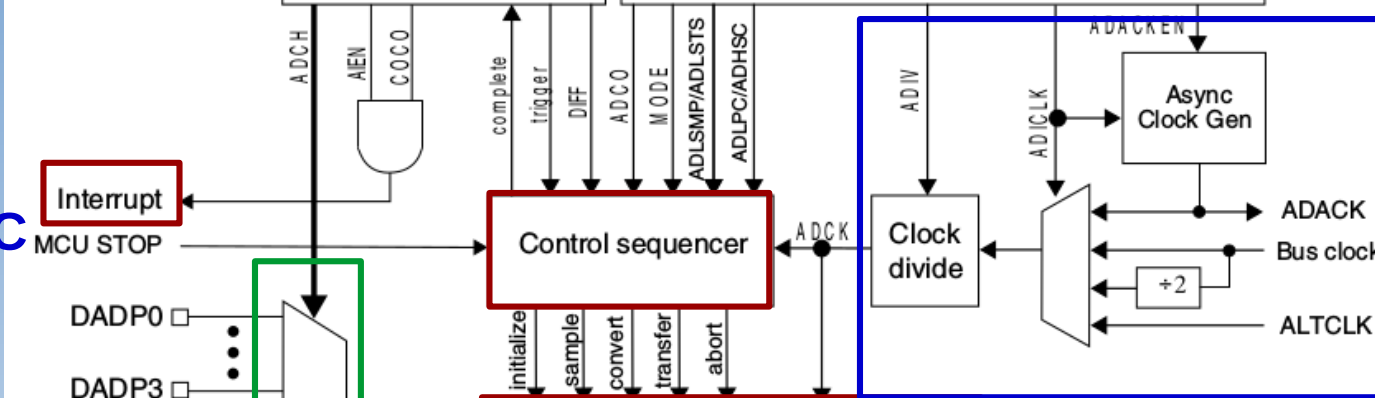 ADCH
AIEN
COCO
complete
trigger
DIFF
ADCO
MODE
ADLSMP/ADLSTS
ADLPC/ADHSC
ADIV
ADICLK
ADACKEN
Async
Clock Gen
Interrupt
C
MCU STOP
Control sequencer
ADCK
Clock
divide
ADACK
Bus clock
÷2
ALTCLK
DADP0
DADP3
initialize
sample
convert
transfer
abort